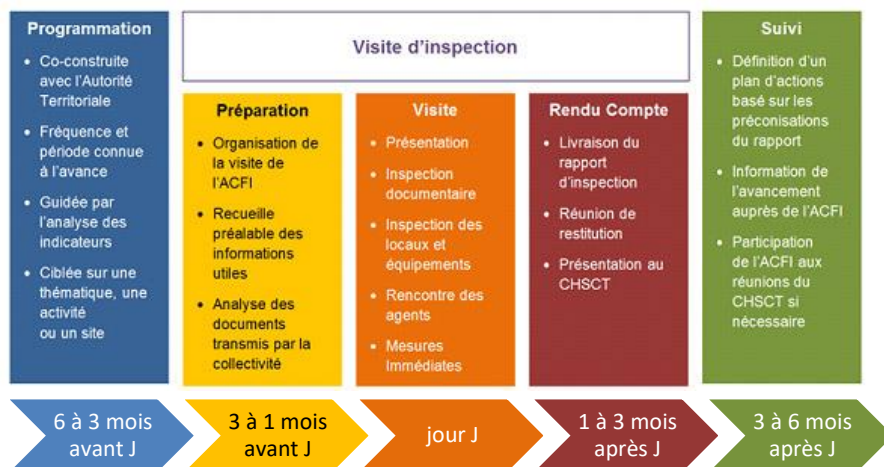 Programmation
• Co-construite
avec l'Autorité
Territoriale
• Fréquence et
période connue
à l'avance
• Guidée par
l'analyse des
indicateurs
• Ciblée sur une
thématique, une
activité
ou un site
Visite d'inspection
Préparation
• Organisation de
la visite de
l'ACFI
• Recueille
préalable des
informations
utiles
• Analyse des
documents
transmis par la
collectivité
Visite
• Présentation
• Inspection
documentaire
• Inspection des
locaux et
équipements
• Rencontre des
agents
• Mesures
Immédiates
Rendu Compte
• Livraison du
rapport
d'inspection
• Réunion de
restitution
• Présentation au
CHSCT
Suivi
• Définition d'un
plan d'actions
basé sur les
préconisations
du rapport
• Information de
l'avancement
auprès de l'ACFI
• Participation
de l'ACFI aux
réunions du
CHSCT si
nécessaire
6 à 3 mois
avant J
3 à 1 mois
avant J
jour J
1 à 3 mois
après J
3 à 6 mois
après J